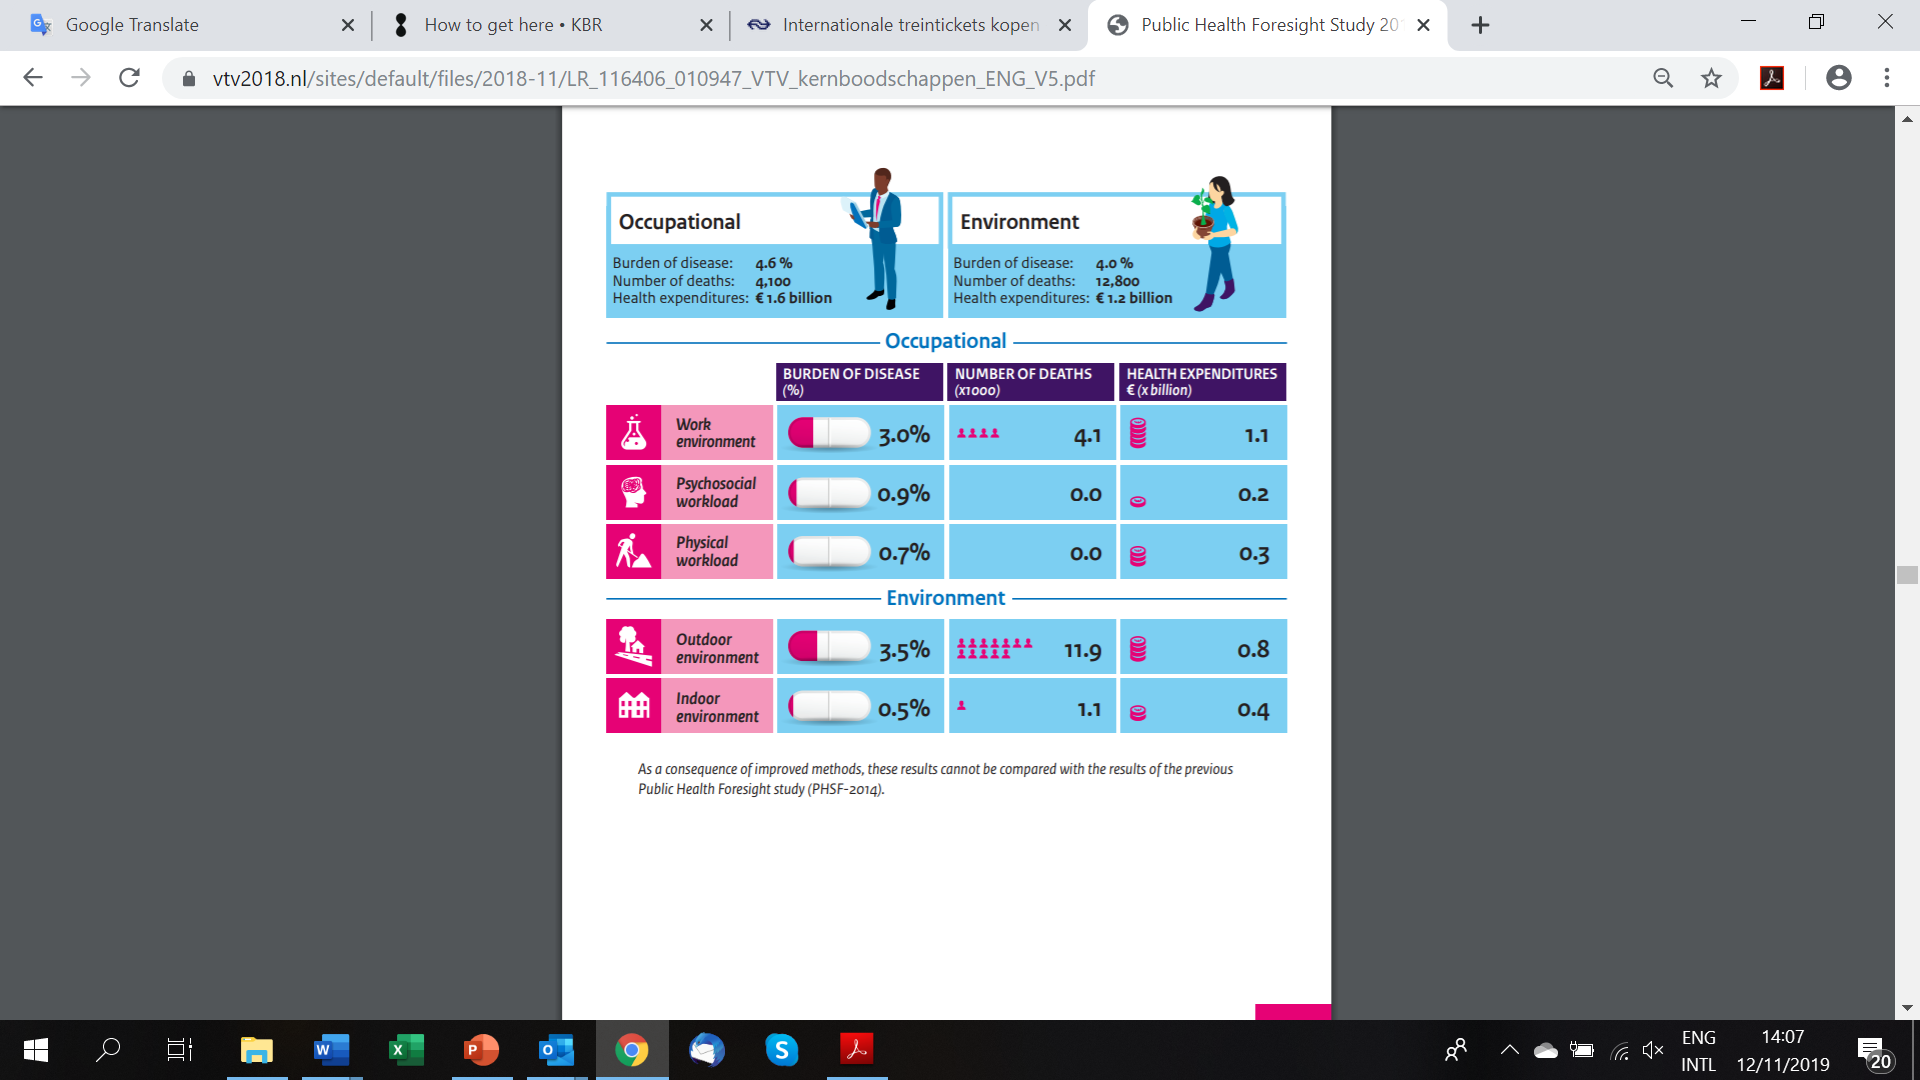 Google Translate
How to get here • KBR
Internationale treintickets kopen
Public Health Foresight Study 20
vtv2018.nl/sites/default/files/2018-11/LR_116406_010947_VTV_kernboodschappen_ENG_V5.pdf
Occupational
Burden of disease: 4.6 %
Number of deaths: 4,100
Health expenditures: € 1.6 billion
Environment
Burden of disease: 4.0 %
Number of deaths: 12,800
Health expenditures: € 1.2 billion
Occupational
BURDEN OF DISEASE
(%)
NUMBER OF DEATHS
(x1000)
HEALTH EXPENDITURES
€ (x billion)
Work
environment
3.0%
4.1
1.1
Psychosocial
workload
0.9%
0.0
0.2
Physical
workload
0.7%
0.0
0.3
Environment
Outdoor
environment
3.5%
11.9
0.8
Indoor
environment
0.5%
1.1
0.4
As a consequence of improved methods, these results cannot be compared with the results of the previous
Public Health Foresight study (PHSF-2014).
ENG
INTL
14:07
12/11/2019
20